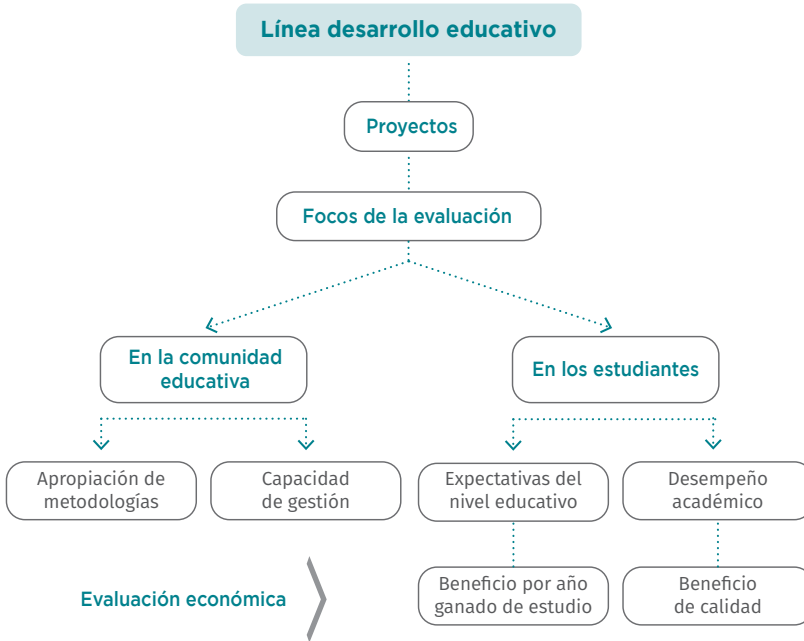 Línea desarrollo educativo
Proyectos
Focos de la evaluación
En la comunidad
educativa
En los estudiantes
Apropiación de
metodologías
Capacidad
de gestión
Expectativas del
nivel educativo
Desempeño
académico
Evaluación económica
Beneficio por año
ganado de estudio
Beneficio
de calidad